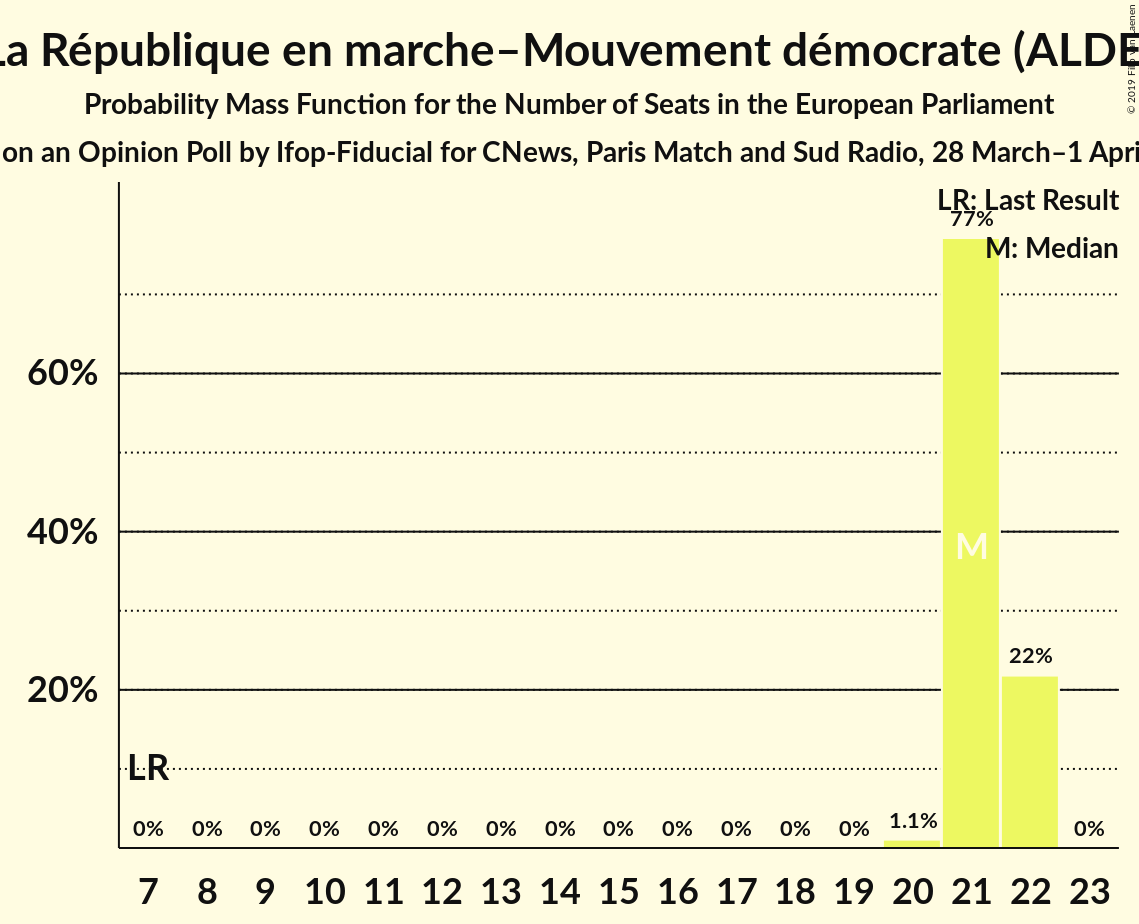 La République en marche–Mouvement démocrate (ALDE
Probability Mass Function for the Number of Seats in the European Parliament
on an Opinion Poll by Ifop-Fiducial for CNews, Paris Match and Sud Radio, 28 March–1 Apri
© 2019 Filip van Laenen
LR: Last Result
77%
M: Median
60%
40%
M
22%
20%
LR
0% 0% 0% 0% 0% 0% 0% 0% 0% 0% 0% 0% 0% 1.1% 0%
7 8 9 10 11 12 13 14 15 16 17 18 19 20 21 22 23